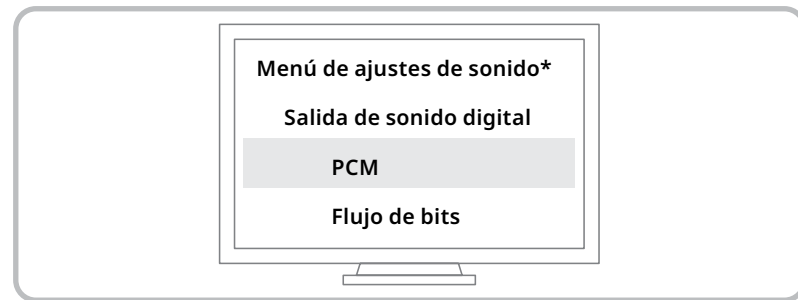 Menú de ajustes de sonido*
Salida de sonido digital
PCM
Flujo de bits